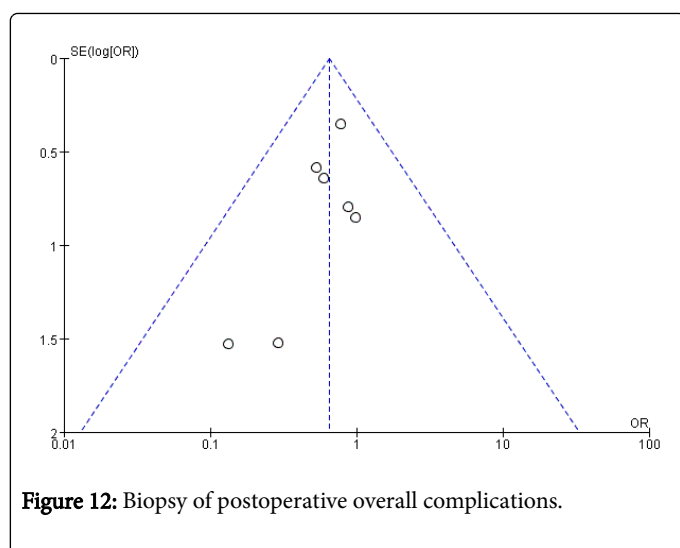 SE(log[OR])
0
0.5
1
1.5
2
OR
0.01 0.1 1 10 100
Figure 12: Biopsy of postoperative overall complications.